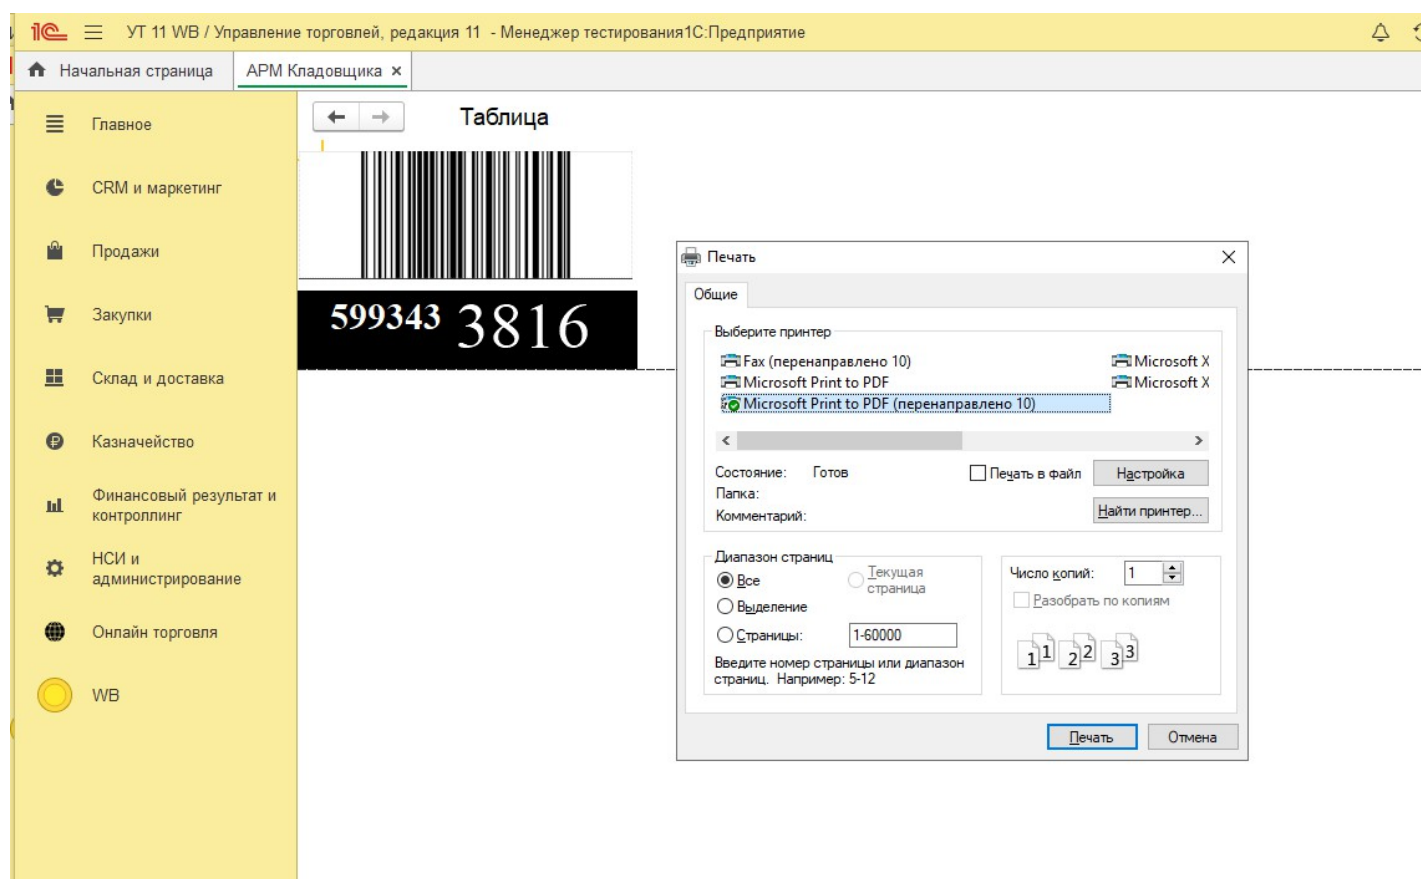 1С УТ 11 WB / Управление торговлей, редакция 11 - Менеджер тестирования1С:Предприятие
Начальная страница АРМ Кладовщика ×
Главное
CRM и маркетинг
Продажи
Закупки
Склад и доставка
Казначейство
Финансовый результат и
контроллинг
НСИ и
администрирование
Онлайн торговля
WB
Таблица
599343 3816
Печать
Общие
Выберите принтер
Fax (перенаправлено 10)
Microsoft Print to PDF
Microsoft Print to PDF (перенаправлено 10)
Microsoft X
Microsoft X
Состояние: Готов
Папка:
Комментарий:
Печать в файл
Настройка
Найти принтер...
Диапазон страниц
Все
Текущая
страница
Выделение
Страницы: 1-60000
Введите номер страницы или диапазон
страниц. Например: 5-12
Число копий: 1
Разобрать по копиям
1 1 2 2 3 3
Печать Отмена